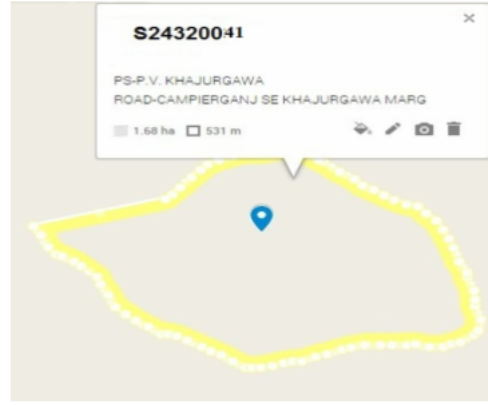 S24320041
PS-P.V. KHAJURGAWA
ROAD-CAMPIERGANJ SE KHAJURGAWA MARG
1.68 ha 531 m